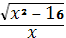 √(x² − 16)
x